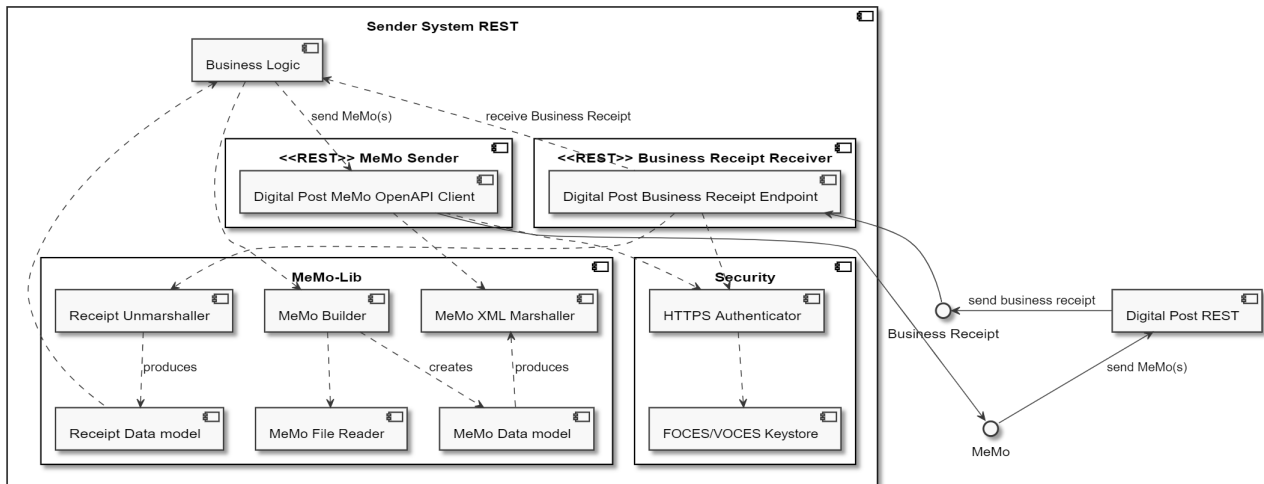 Sender System REST
Business Logic
send MeMo(s)
receive Business Receipt
<<REST>> MeMo Sender
<<REST>> Business Receipt Receiver
Digital Post MeMo OpenAPI Client
Digital Post Business Receipt Endpoint
MeMo-Lib
Security
Receipt Unmarshaller
MeMo Builder
MeMo XML Marshaller
HTTPS Authenticator
send business receipt
Digital Post REST
Business Receipt
produces
creates
produces
send MeMo(s)
Receipt Data model
MeMo File Reader
MeMo Data model
FOCES/VOCES Keystore
MeMo